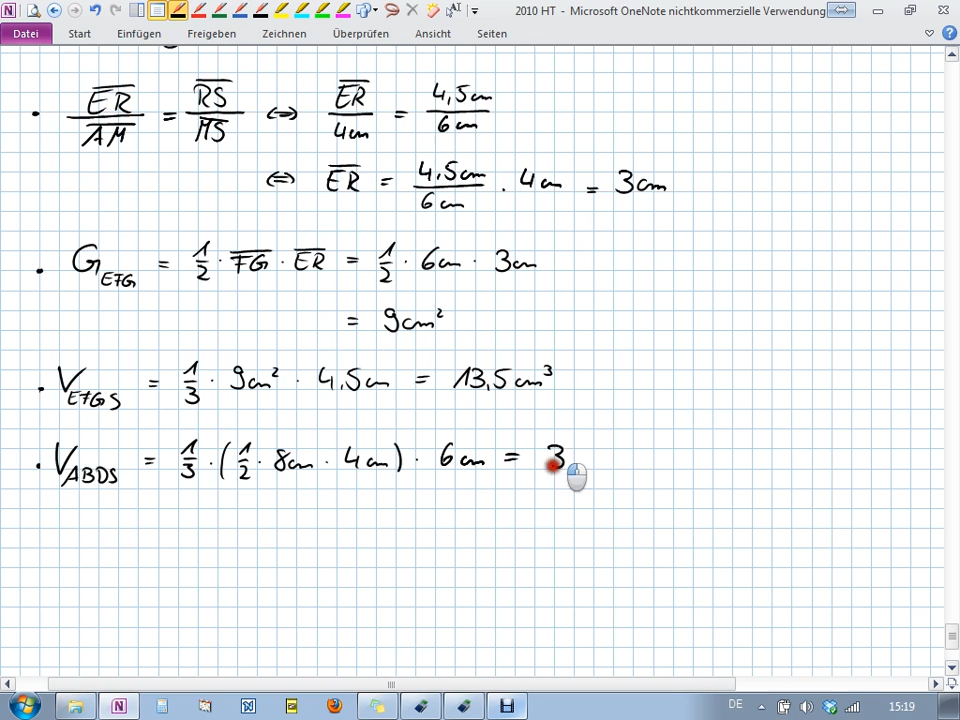 2010 HT - Microsoft OneNote nichtkommerzielle Verwendung
Datei Start Einfügen Freigeben Zeichnen Überprüfen Ansicht Seiten
• ER/AM = RS/MS ⇔ ER/4cm = 4,5cm/6cm
⇔ ER = 4,5cm/6cm · 4cm = 3cm
• G_EFG = 1/2 · FG · ER = 1/2 · 6cm · 3cm
= 9cm²
• V_EFGS = 1/3 · 9cm² · 4,5cm = 13,5cm³
• V_ABDS = 1/3 · (1/2 · 8cm · 4cm) · 6cm = 3
DE 15:19